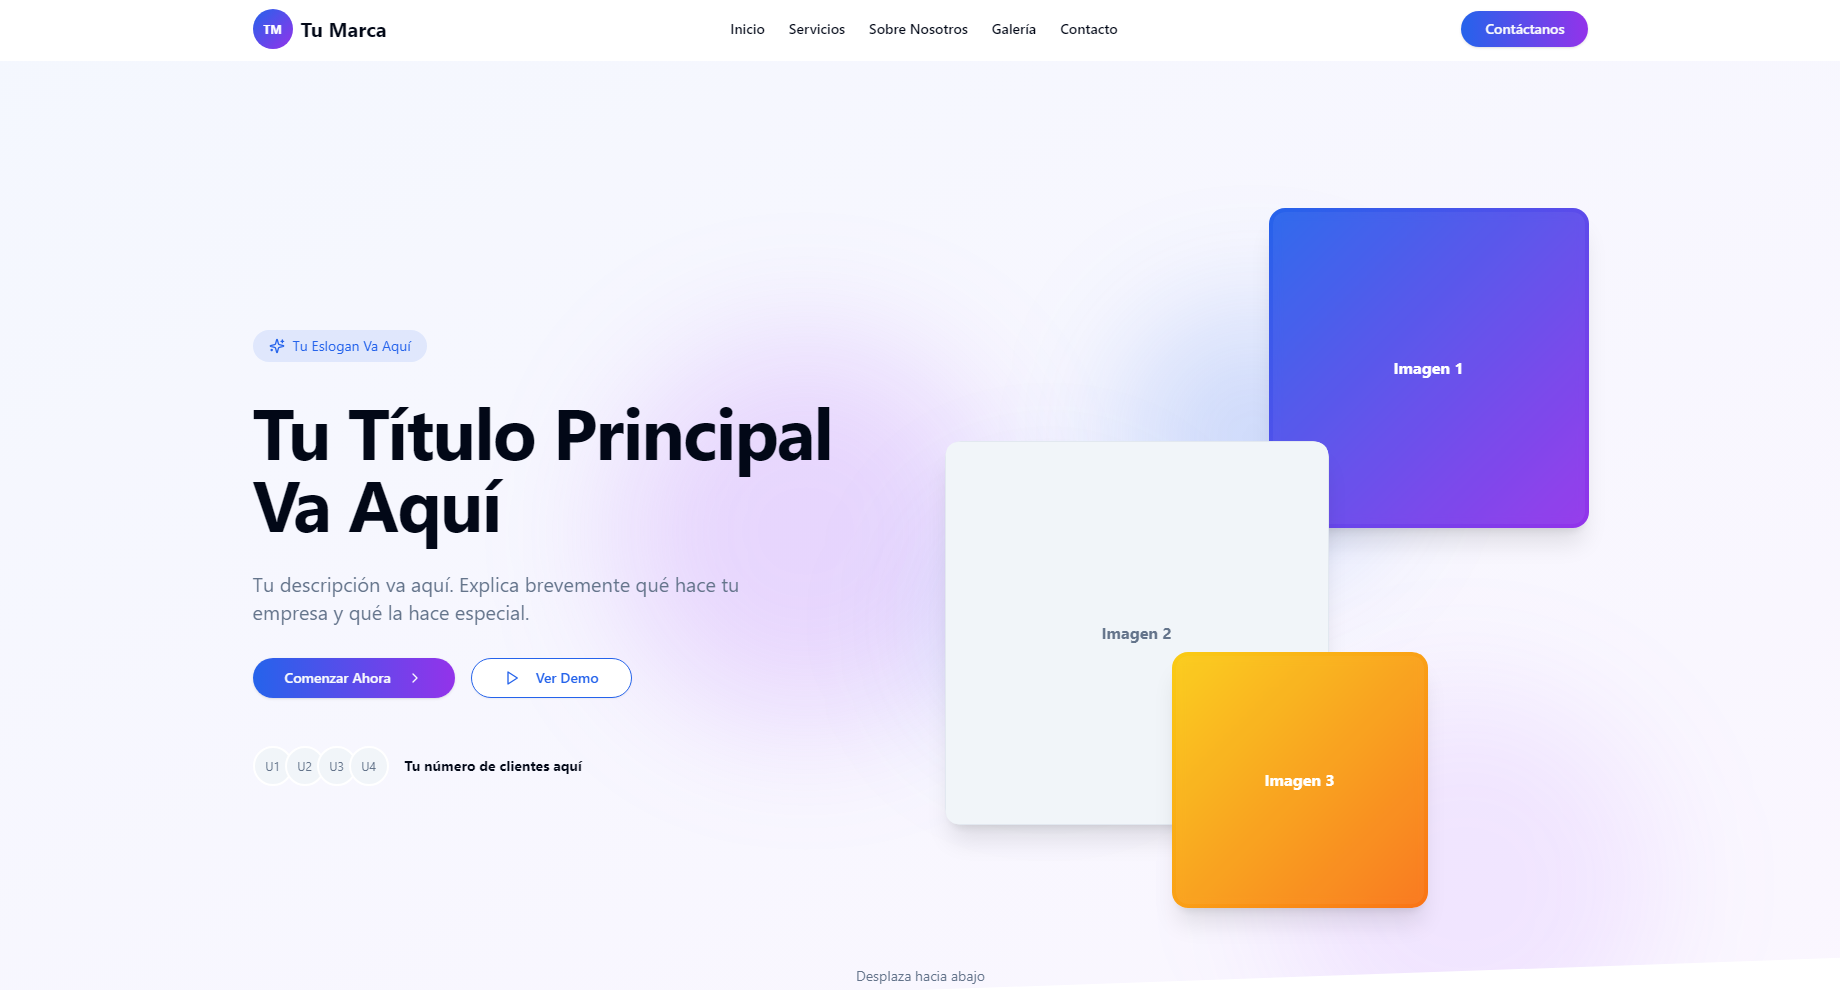 TM
Tu Marca
Inicio
Servicios
Sobre Nosotros
Galería
Contacto
Contáctanos
Tu Eslogan Va Aquí
Tu Título Principal
Va Aquí
Tu descripción va aquí. Explica brevemente qué hace tu
empresa y qué la hace especial.
Comenzar Ahora
Ver Demo
U1
U2
U3
U4
Tu número de clientes aquí
Imagen 1
Imagen 2
Imagen 3
Desplaza hacia abajo